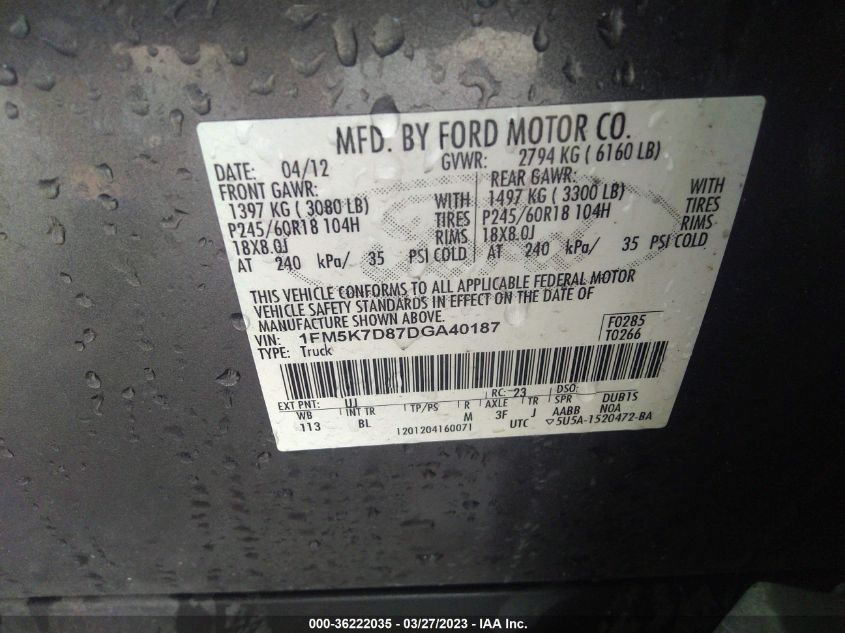 MFD. BY FORD MOTOR CO.
DATE: 04/12 GVWR: 2794 KG ( 6160 LB)
FRONT GAWR: REAR GAWR:
1397 KG ( 3080 LB) WITH 1497 KG ( 3300 LB) WITH
P245/60R18 104H TIRES P245/60R18 104H TIRES
18X8.0J RIMS 18X8.0J RIMS
AT 240 kPa/ 35 PSI COLD AT 240 kPa/ 35 PSI COLD
THIS VEHICLE CONFORMS TO ALL APPLICABLE FEDERAL MOTOR
VEHICLE SAFETY STANDARDS IN EFFECT ON THE DATE OF
MANUFACTURE SHOWN ABOVE.
VIN: 1FM5K7D87DGA40187 F0285
TYPE: Truck T0266
EXT PNT: UJ RC: 23 DSO:
WB INT TR TP/PS R AXLE TR SPR DUB1S
113 BL M 3F J AABB NOA
1201204160071 UTC ▽5U5A-1520472-BA
000-36222035 - 03/27/2023 - IAA Inc.